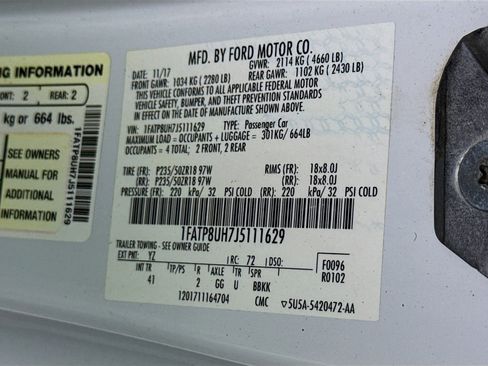 NG INFORMATION
ONT: 2 REAR: 2
kg or 664 lbs.
SEE OWNERS
MANUAL FOR
ADDITIONAL
INFORMATION
1FATP8UH7J5111629
MFD. BY FORD MOTOR CO.
DATE: 11/17 GVWR: 2114 KG ( 4660 LB)
FRONT GAWR: 1034 KG ( 2280 LB) REAR GAWR: 1102 KG ( 2430 LB)
THIS VEHICLE CONFORMS TO ALL APPLICABLE FEDERAL MOTOR
VEHICLE SAFETY, BUMPER, AND THEFT PREVENTION STANDARDS
IN EFFECT ON THE DATE OF MANUFACTURE SHOWN ABOVE.
VIN: 1FATP8UH7J5111629 TYPE: Passenger Car
MAXIMUM LOAD = OCCUPANTS + LUGGAGE = 301KG/664LB
OCCUPANTS = 4 TOTAL; 2 FRONT, 2 REAR
TIRE (FR): P235/50ZR18 97W RIMS (FR): 18x8.0J
(RR): P235/50ZR18 97W (RR): 18x8.0J
PRESSURE (FR): 220 kPa/ 32 PSI COLD (RR) 220 kPa/ 32 PSI COLD
1FATP8UH7J5111629
TRAILER TOWING - SEE OWNERS GUIDE
EXT PNT: YZ RC: 72 DSO: F0096
INT TR TP/PS R AXLE TR SPR R0102
41 2 GG U BBKK
1201711164704 CMC ▽5U5A-5420472-AA